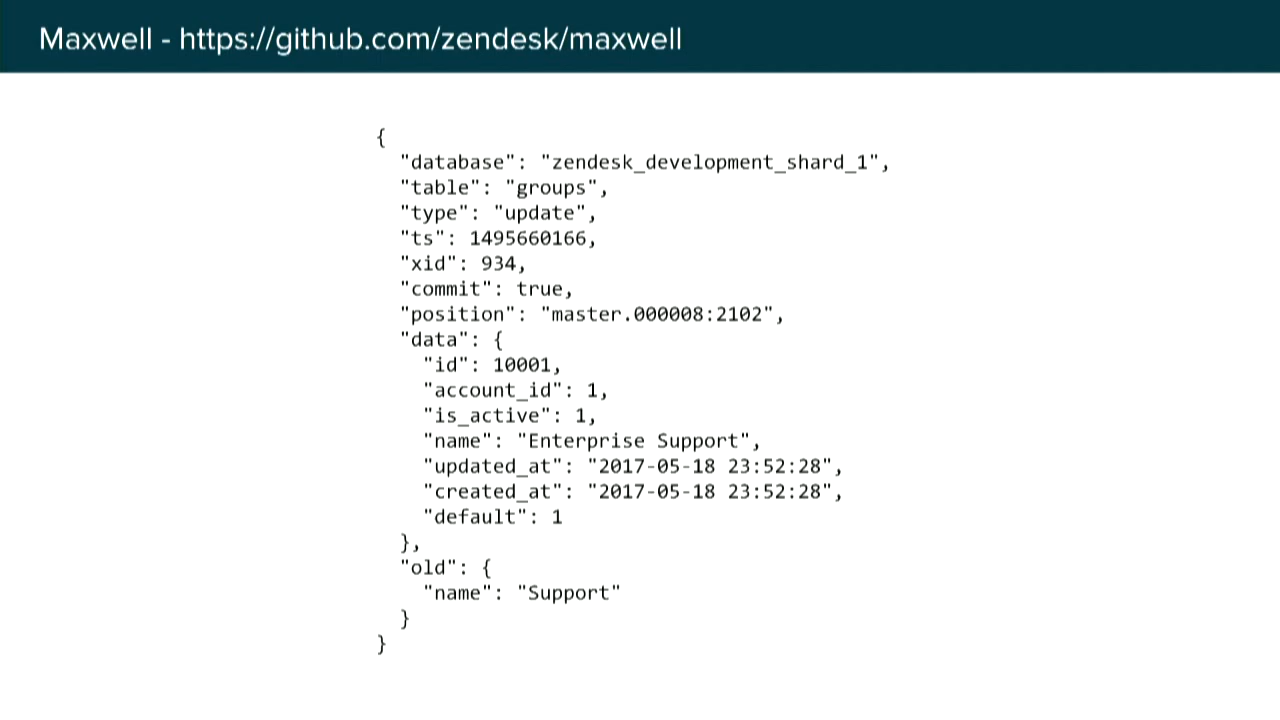 Maxwell - https://github.com/zendesk/maxwell
{
  "database": "zendesk_development_shard_1",
  "table": "groups",
  "type": "update",
  "ts": 1495660166,
  "xid": 934,
  "commit": true,
  "position": "master.000008:2102",
  "data": {
    "id": 10001,
    "account_id": 1,
    "is_active": 1,
    "name": "Enterprise Support",
    "updated_at": "2017-05-18 23:52:28",
    "created_at": "2017-05-18 23:52:28",
    "default": 1
  },
  "old": {
    "name": "Support"
  }
}